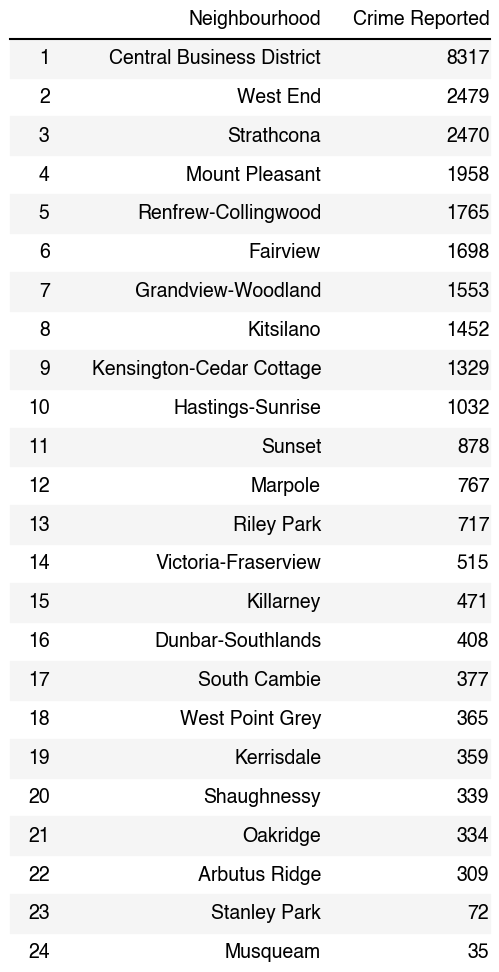 Neighbourhood Crime Reported
1 Central Business District 8317
2 West End 2479
3 Strathcona 2470
4 Mount Pleasant 1958
5 Renfrew-Collingwood 1765
6 Fairview 1698
7 Grandview-Woodland 1553
8 Kitsilano 1452
9 Kensington-Cedar Cottage 1329
10 Hastings-Sunrise 1032
11 Sunset 878
12 Marpole 767
13 Riley Park 717
14 Victoria-Fraserview 515
15 Killarney 471
16 Dunbar-Southlands 408
17 South Cambie 377
18 West Point Grey 365
19 Kerrisdale 359
20 Shaughnessy 339
21 Oakridge 334
22 Arbutus Ridge 309
23 Stanley Park 72
24 Musqueam 35